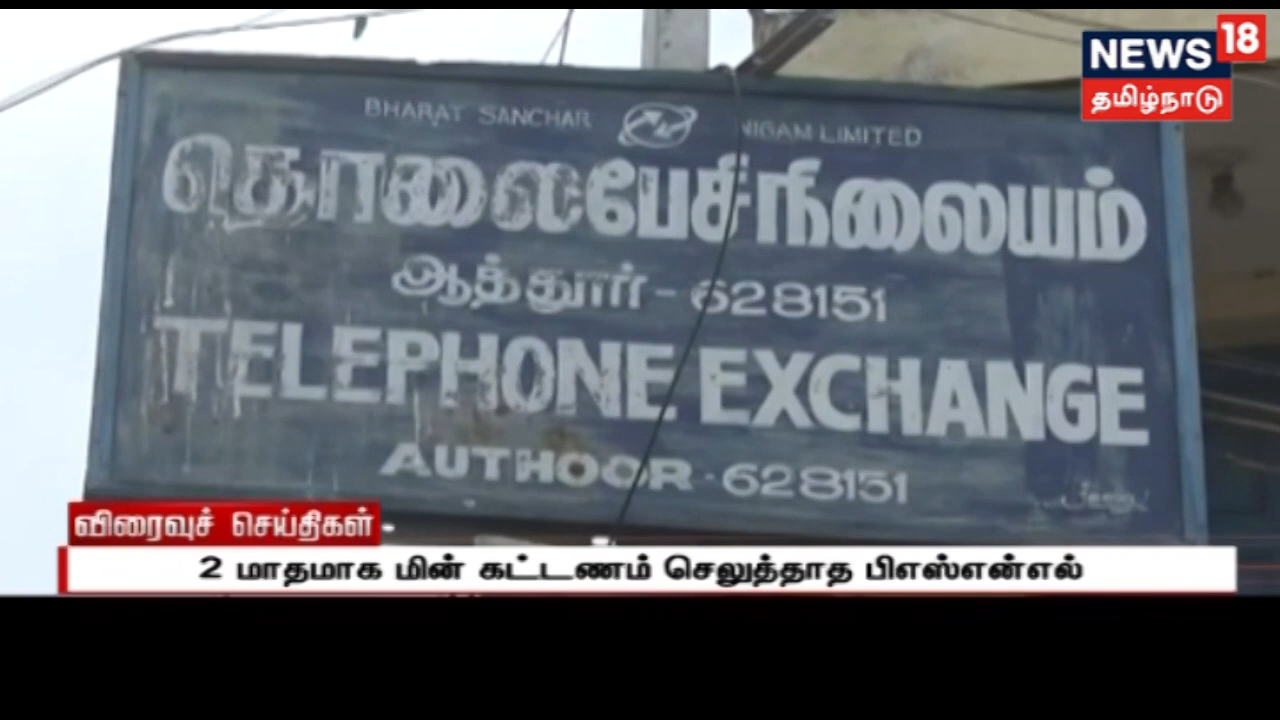 NEWS 18
தமிழ்நாடு
BHARAT SANCHAR NIGAM LIMITED
தொலைபேசிநிலையம்
ஆத்தூர் - 628151
TELEPHONE EXCHANGE
AUTHOOR - 628151
விரைவுச் செய்திகள்
2 மாதமாக மின் கட்டணம் செலுத்தாத பிஎஸ்என்எல்